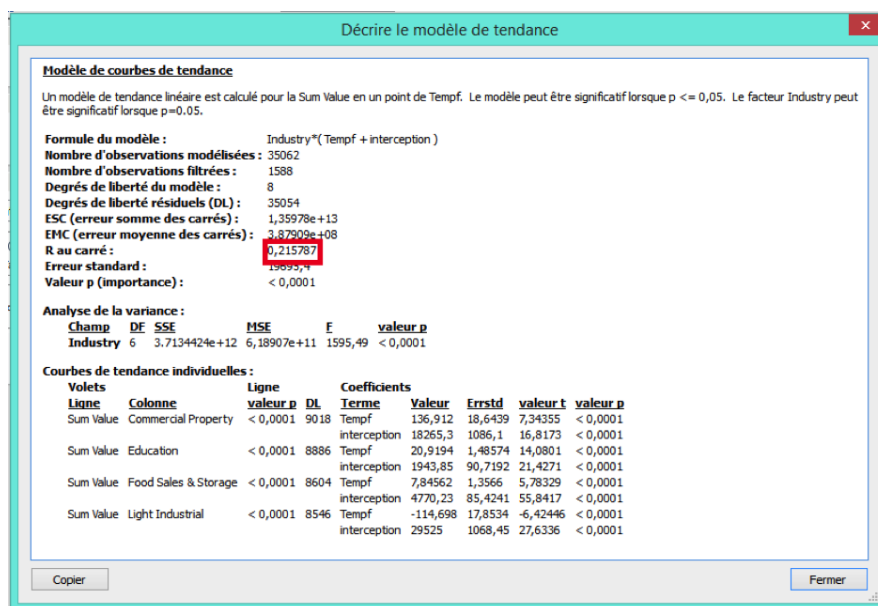 Décrire le modèle de tendance
Modèle de courbes de tendance
Un modèle de tendance linéaire est calculé pour la Sum Value en un point de Tempf. Le modèle peut être significatif lorsque p <= 0,05. Le facteur Industry peut
être significatif lorsque p=0.05.
Formule du modèle : Industry*( Tempf + interception )
Nombre d'observations modélisées : 35062
Nombre d'observations filtrées : 1588
Degrés de liberté du modèle : 8
Degrés de liberté résiduels (DL) : 35054
ESC (erreur somme des carrés) : 1,35978e+13
EMC (erreur moyenne des carrés) : 3,87909e+08
R au carré : 0,215787
Erreur standard : 19695,4
Valeur p (importance) : < 0,0001
Analyse de la variance :
Champ DF SSE MSE F valeur p
Industry 6 3.7134424e+12 6,18907e+11 1595,49 < 0,0001
Courbes de tendance individuelles :
Volets Ligne Coefficients
Ligne Colonne valeur p DL Terme Valeur Errstd valeur t valeur p
Sum Value Commercial Property < 0,0001 9018 Tempf 136,912 18,6439 7,34355 < 0,0001
interception 18265,3 1086,1 16,8173 < 0,0001
Sum Value Education < 0,0001 8886 Tempf 20,9194 1,48574 14,0801 < 0,0001
interception 1943,85 90,7192 21,4271 < 0,0001
Sum Value Food Sales & Storage < 0,0001 8604 Tempf 7,84562 1,3566 5,78329 < 0,0001
interception 4770,23 85,4241 55,8417 < 0,0001
Sum Value Light Industrial < 0,0001 8546 Tempf -114,698 17,8534 -6,42446 < 0,0001
interception 29525 1068,45 27,6336 < 0,0001
Copier Fermer